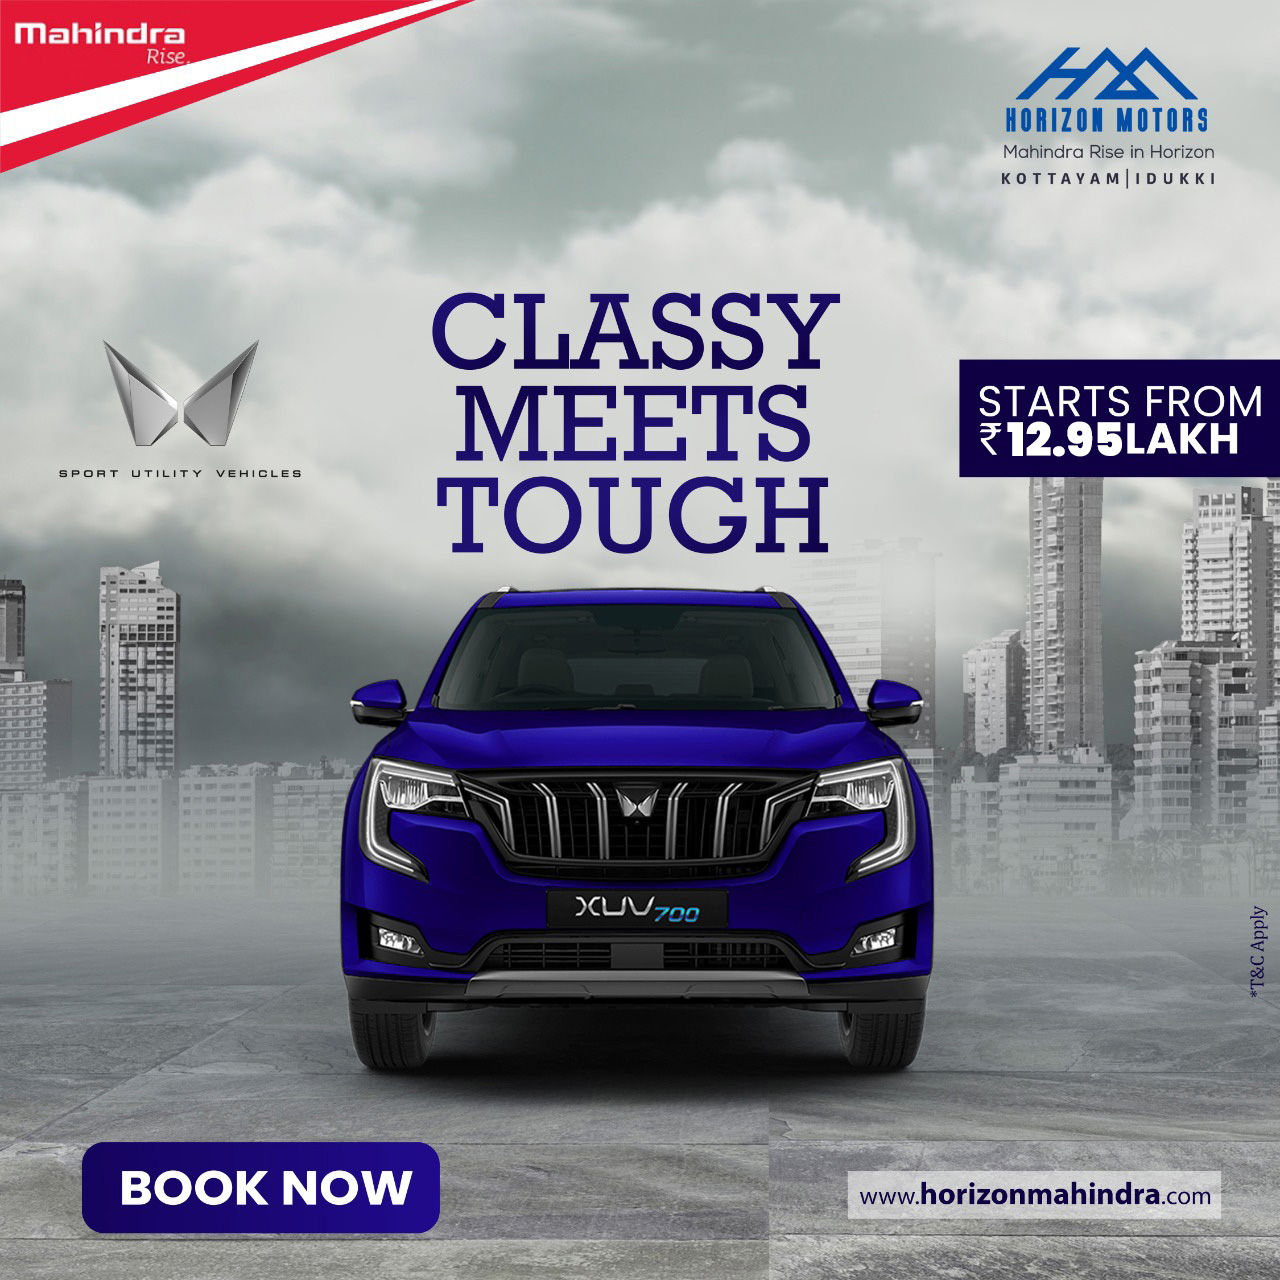 Mahindra
Rise.
HORIZON MOTORS
Mahindra Rise in Horizon
KOTTAYAM|IDUKKI
CLASSY
MEETS
TOUGH
SPORT UTILITY VEHICLES
STARTS FROM
₹12.95LAKH
XUV700
*T&C Apply
BOOK NOW
www.horizonmahindra.com